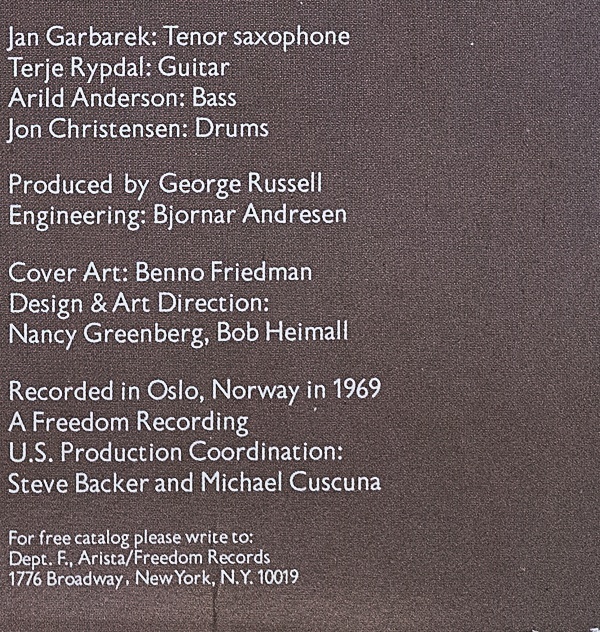 Jan Garbarek: Tenor saxophone
Terje Rypdal: Guitar
Arild Anderson: Bass
Jon Christensen: Drums
Produced by George Russell
Engineering: Bjornar Andresen
Cover Art: Benno Friedman
Design & Art Direction:
Nancy Greenberg, Bob Heimall
Recorded in Oslo, Norway in 1969
A Freedom Recording
U.S. Production Coordination:
Steve Backer and Michael Cuscuna
For free catalog please write to:
Dept. F., Arista/Freedom Records
1776 Broadway, New York, N.Y. 10019